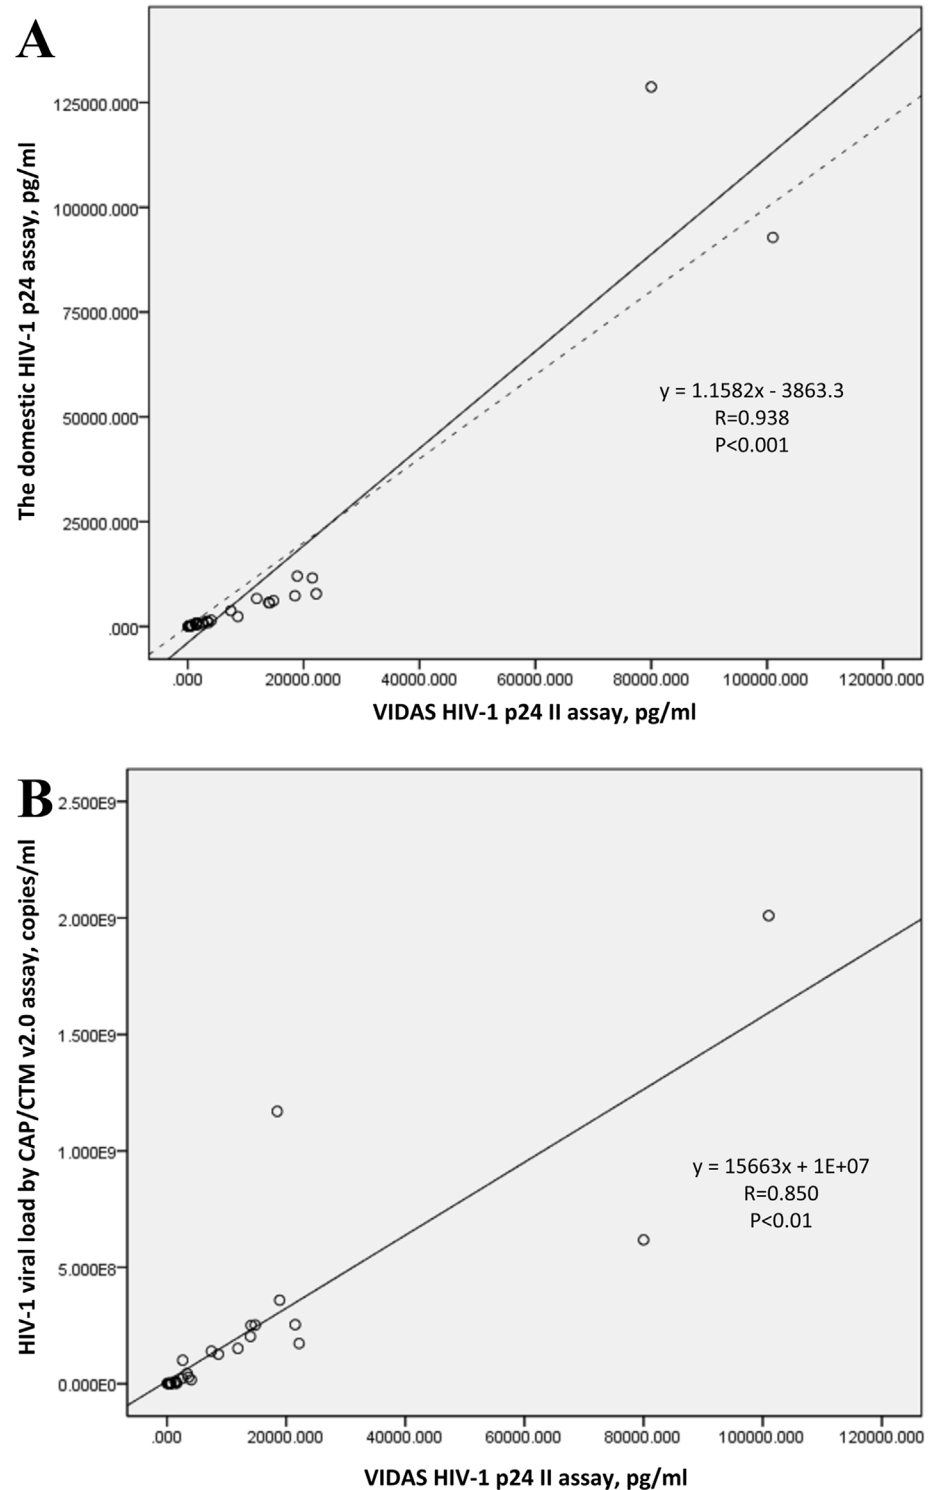 A
The domestic HIV-1 p24 assay, pg/ml
125000.000
100000.000
75000.000
50000.000
25000.000
.000
y = 1.1582x - 3863.3
R=0.938
P<0.001
.000 20000.000 40000.000 60000.000 80000.000 100000.000 120000.000
VIDAS HIV-1 p24 II assay, pg/ml
B
HIV-1 viral load by CAP/CTM v2.0 assay, copies/ml
2.500E9
2.000E9
1.500E9
1.000E9
5.000E8
0.000E0
y = 15663x + 1E+07
R=0.850
P<0.01
.000 20000.000 40000.000 60000.000 80000.000 100000.000 120000.000
VIDAS HIV-1 p24 II assay, pg/ml